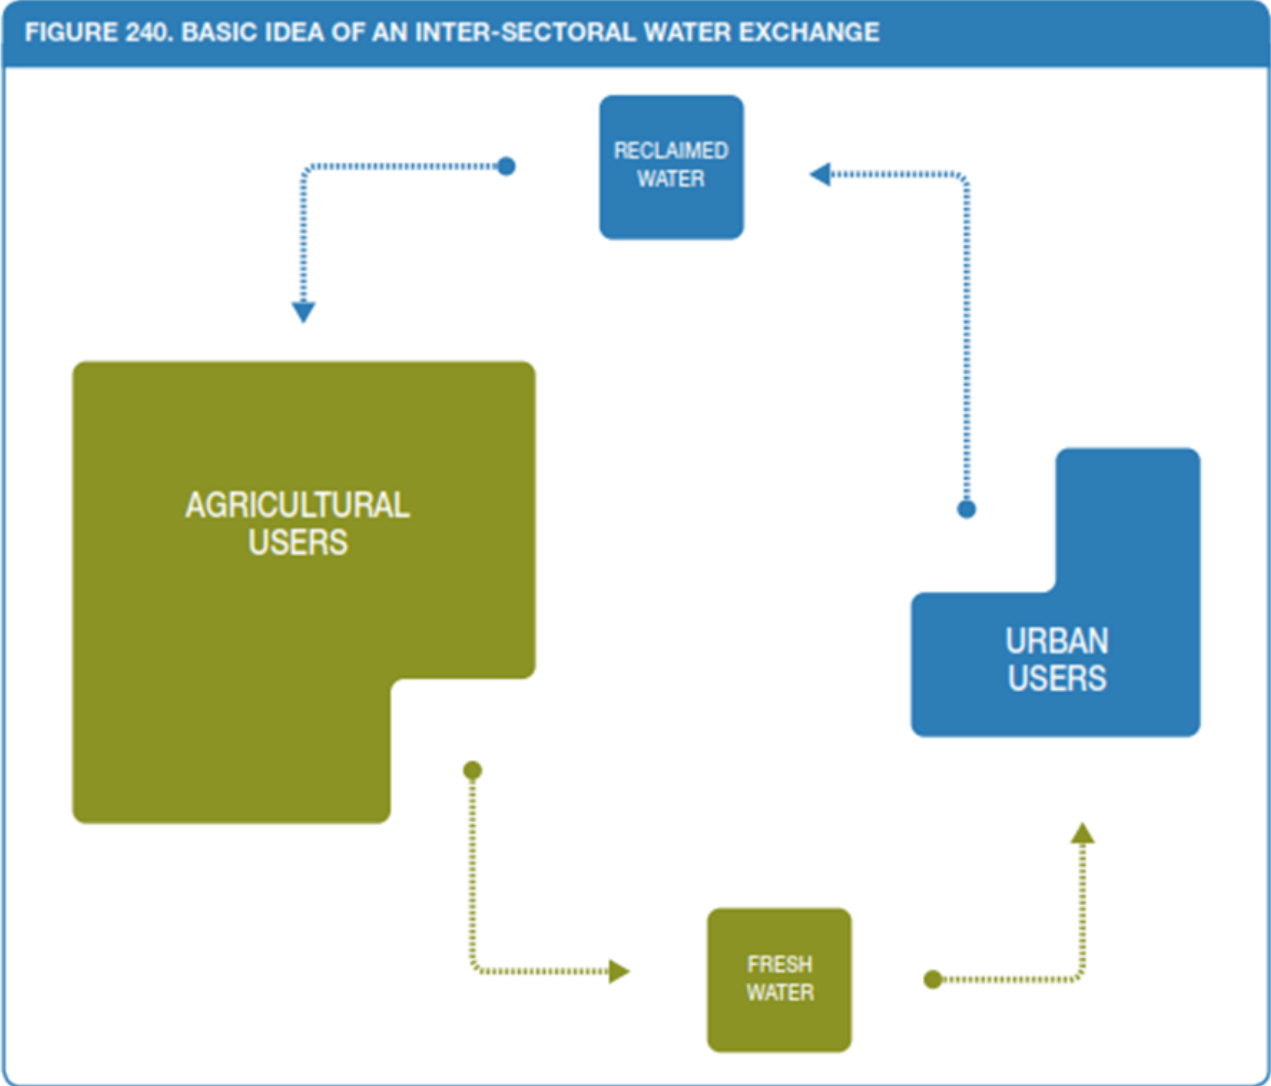 FIGURE 240. BASIC IDEA OF AN INTER-SECTORAL WATER EXCHANGE
RECLAIMED
WATER
AGRICULTURAL
USERS
URBAN
USERS
FRESH
WATER